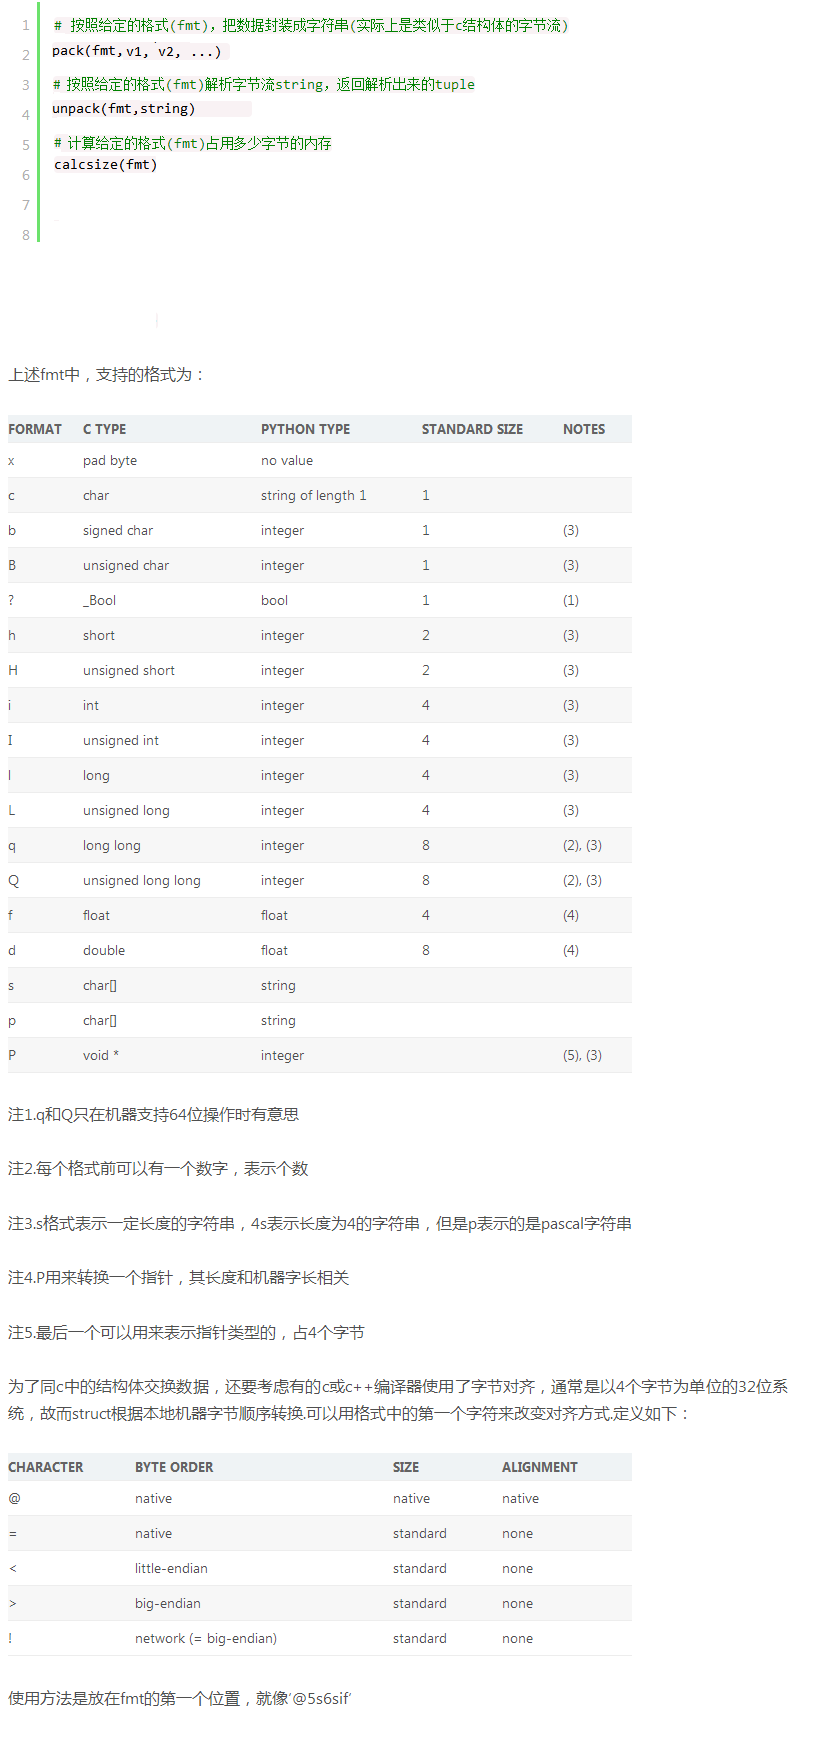 1 # 按照给定的格式(fmt)，把数据封装成字符串(实际上是类似于c结构体的字节流)
2 pack(fmt,v1, v2, ...)
3 # 按照给定的格式(fmt)解析字节流string，返回解析出来的tuple
4 unpack(fmt,string)
5 # 计算给定的格式(fmt)占用多少字节的内存
6 calcsize(fmt)
7
8
上述fmt中，支持的格式为：
FORMAT C TYPE PYTHON TYPE STANDARD SIZE NOTES
x pad byte no value
c char string of length 1 1
b signed char integer 1 (3)
B unsigned char integer 1 (3)
? _Bool bool 1 (1)
h short integer 2 (3)
H unsigned short integer 2 (3)
i int integer 4 (3)
I unsigned int integer 4 (3)
l long integer 4 (3)
L unsigned long integer 4 (3)
q long long integer 8 (2), (3)
Q unsigned long long integer 8 (2), (3)
f float float 4 (4)
d double float 8 (4)
s char[] string
p char[] string
P void * integer (5), (3)
注1.q和Q只在机器支持64位操作时有意思
注2.每个格式前可以有一个数字，表示个数
注3.s格式表示一定长度的字符串，4s表示长度为4的字符串，但是p表示的是pascal字符串
注4.P用来转换一个指针，其长度和机器字长相关
注5.最后一个可以用来表示指针类型的，占4个字节
为了同c中的结构体交换数据，还要考虑有的c或c++编译器使用了字节对齐，通常是以4个字节为单位的32位系
统，故而struct根据本地机器字节顺序转换.可以用格式中的第一个字符来改变对齐方式.定义如下：
CHARACTER BYTE ORDER SIZE ALIGNMENT
@ native native native
= native standard none
< little-endian standard none
> big-endian standard none
! network (= big-endian) standard none
使用方法是放在fmt的第一个位置，就像‘@5s6sif’